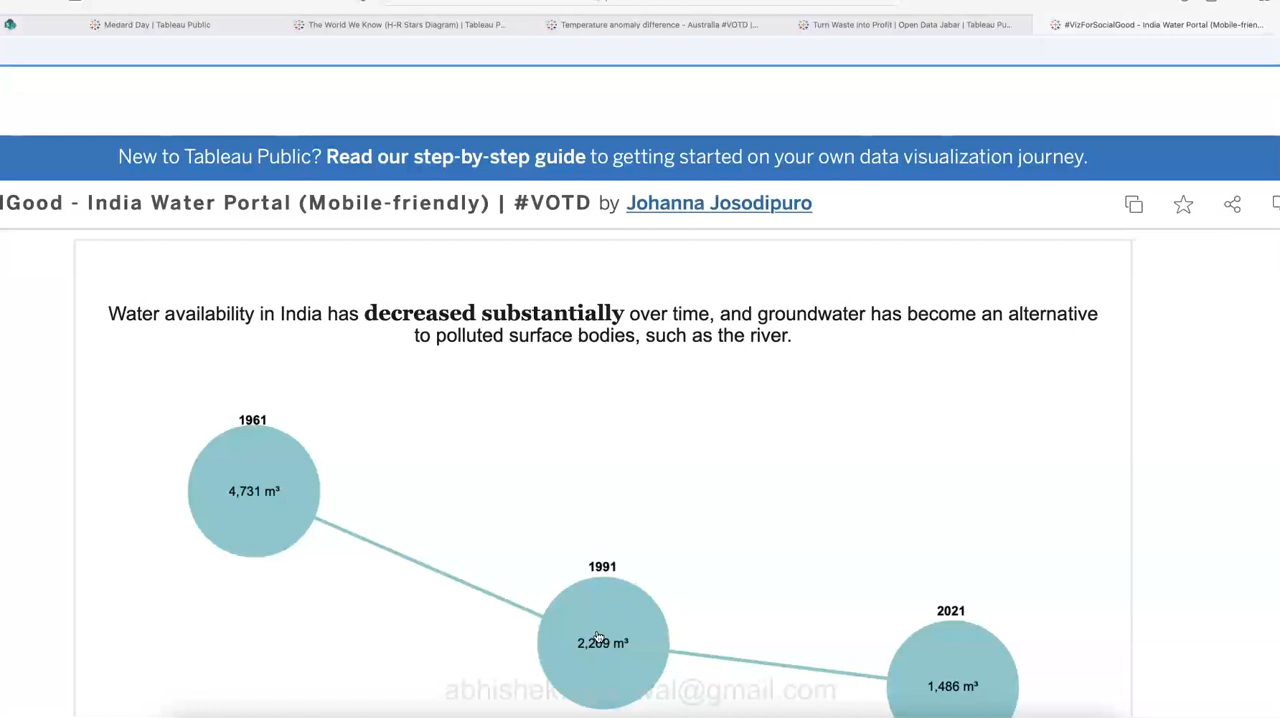 Medard Day | Tableau Public
The World We Know (H-R Stars Diagram) | Tableau P...
Temperature anomaly difference - Australia #VOTD |...
Turn Waste into Profit | Open Data Jabar | Tableau Pu...
#VizForSocialGood - India Water Portal (Mobile-frien...
New to Tableau Public? Read our step-by-step guide to getting started on your own data visualization journey.
lGood - India Water Portal (Mobile-friendly) | #VOTD by Johanna Josodipuro
Water availability in India has decreased substantially over time, and groundwater has become an alternative
to polluted surface bodies, such as the river.
1961
4,731 m³
1991
m³
2021
1,486 m³